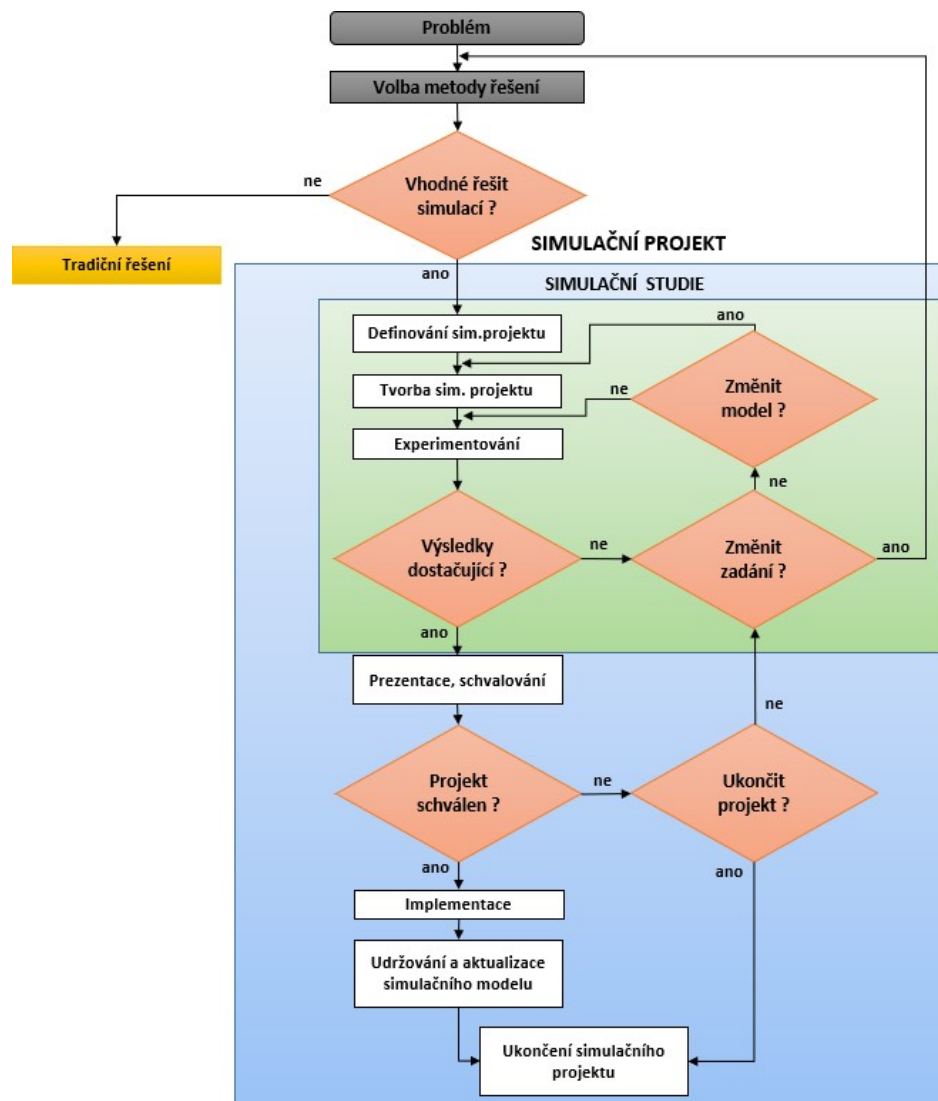 Problém
Volba metody řešení
Vhodné řešit
simulací ?
ne
Tradiční řešení
SIMULAČNÍ PROJEKT
ano
SIMULAČNÍ STUDIE
Definování sim.projektu
ano
Tvorba sim. projektu
ne
Změnit
model ?
Experimentování
ne
Výsledky
dostačující ?
ne
Změnit
zadání ?
ano
ano
Prezentace, schvalování
ne
Projekt
schválen ?
ne
Ukončit
projekt ?
ano
ano
Implementace
Udržování a aktualizace
simulačního modelu
Ukončení simulačního
projektu